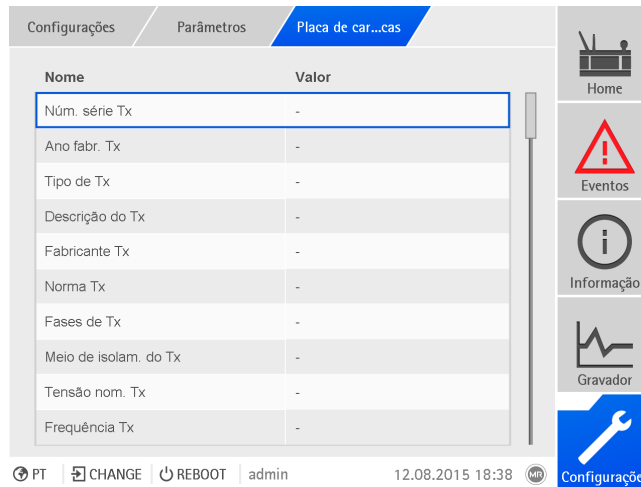 Configurações Parâmetros Placa de car...cas
Nome Valor
Núm. série Tx -
Ano fabr. Tx -
Tipo de Tx -
Descrição do Tx -
Fabricante Tx -
Norma Tx -
Fases de Tx -
Meio de isolam. do Tx -
Tensão nom. Tx -
Frequência Tx -
Home
Eventos
Informação
Gravador
Configuraçõe
PT CHANGE REBOOT admin 12.08.2015 18:38 MR